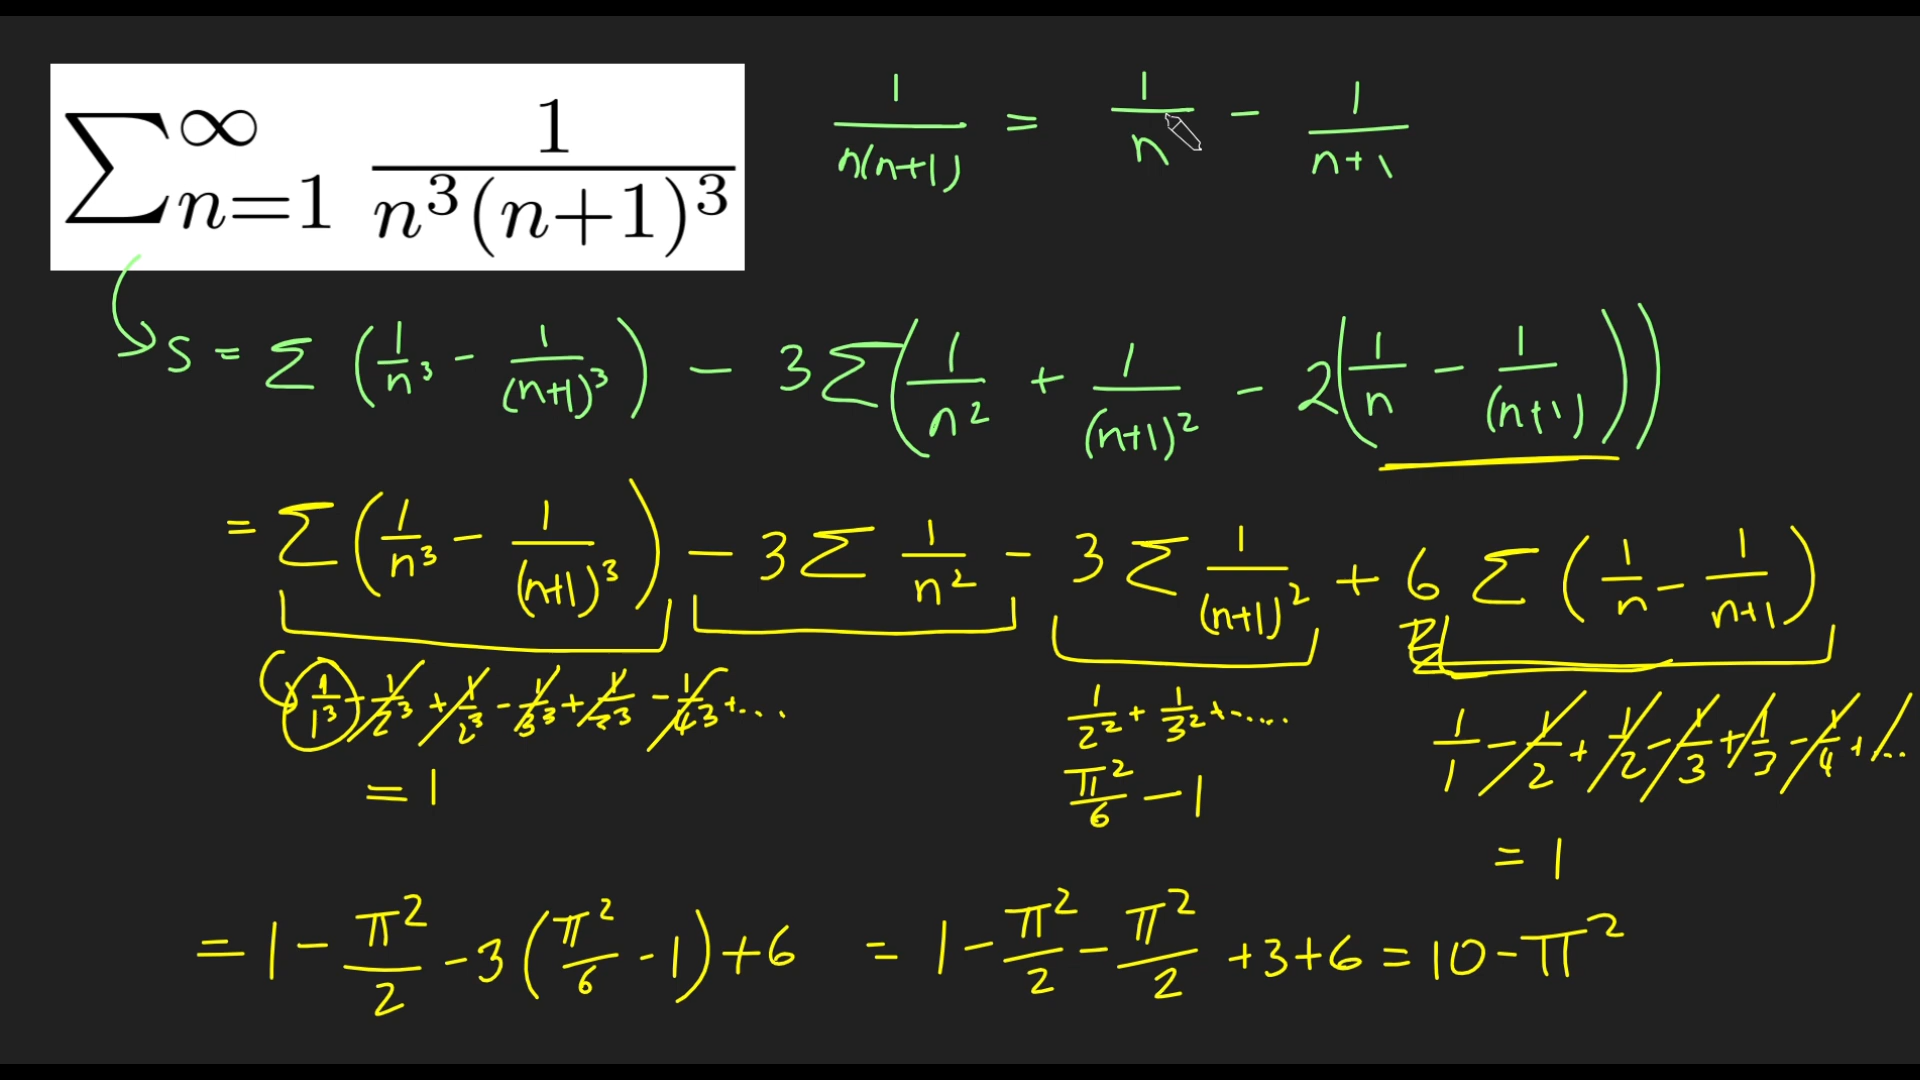 ∑_{n=1}^{∞} 1/(n^3(n+1)^3)
1/(n(n+1)) = 1/n - 1/(n+1)
S = ∑ (1/n^3 - 1/(n+1)^3) - 3∑(1/n^2 + 1/(n+1)^2 - 2(1/n - 1/(n+1)))
= ∑(1/n^3 - 1/(n+1)^3) - 3∑ 1/n^2 - 3∑ 1/(n+1)^2 + 6∑(1/n - 1/(n+1))
1/1^3 - 1/2^3 + 1/2^3 - 1/3^3 + 1/3^3 - 1/4^3 + ...
= 1
1/2^2 + 1/3^2 + ....
π^2/6 - 1
1/1 - 1/2 + 1/2 - 1/3 + 1/3 - 1/4 + ...
= 1
= 1 - π^2/2 - 3(π^2/6 - 1) + 6 = 1 - π^2/2 - π^2/2 + 3 + 6 = 10 - π^2